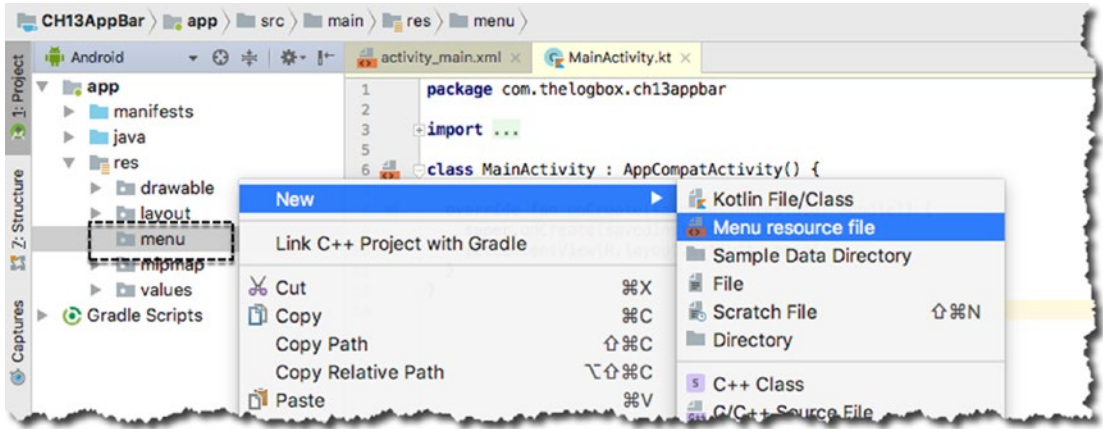 CH13AppBar app src main res menu
1: Project
Z: Structure
Captures
Android
app
manifests
java
res
drawable
layout
menu
mipmap
values
Gradle Scripts
activity_main.xml MainActivity.kt
1 package com.thelogbox.ch13appbar
2
3 import ...
5
6 class MainActivity : AppCompatActivity() {
New
Link C++ Project with Gradle
Cut ⌘X
Copy ⌘C
Copy Path ⇧⌘C
Copy Relative Path ⌥⇧⌘C
Paste ⌘V
Kotlin File/Class
Menu resource file
Sample Data Directory
File
Scratch File ⇧⌘N
Directory
C++ Class
C/C++ Source File